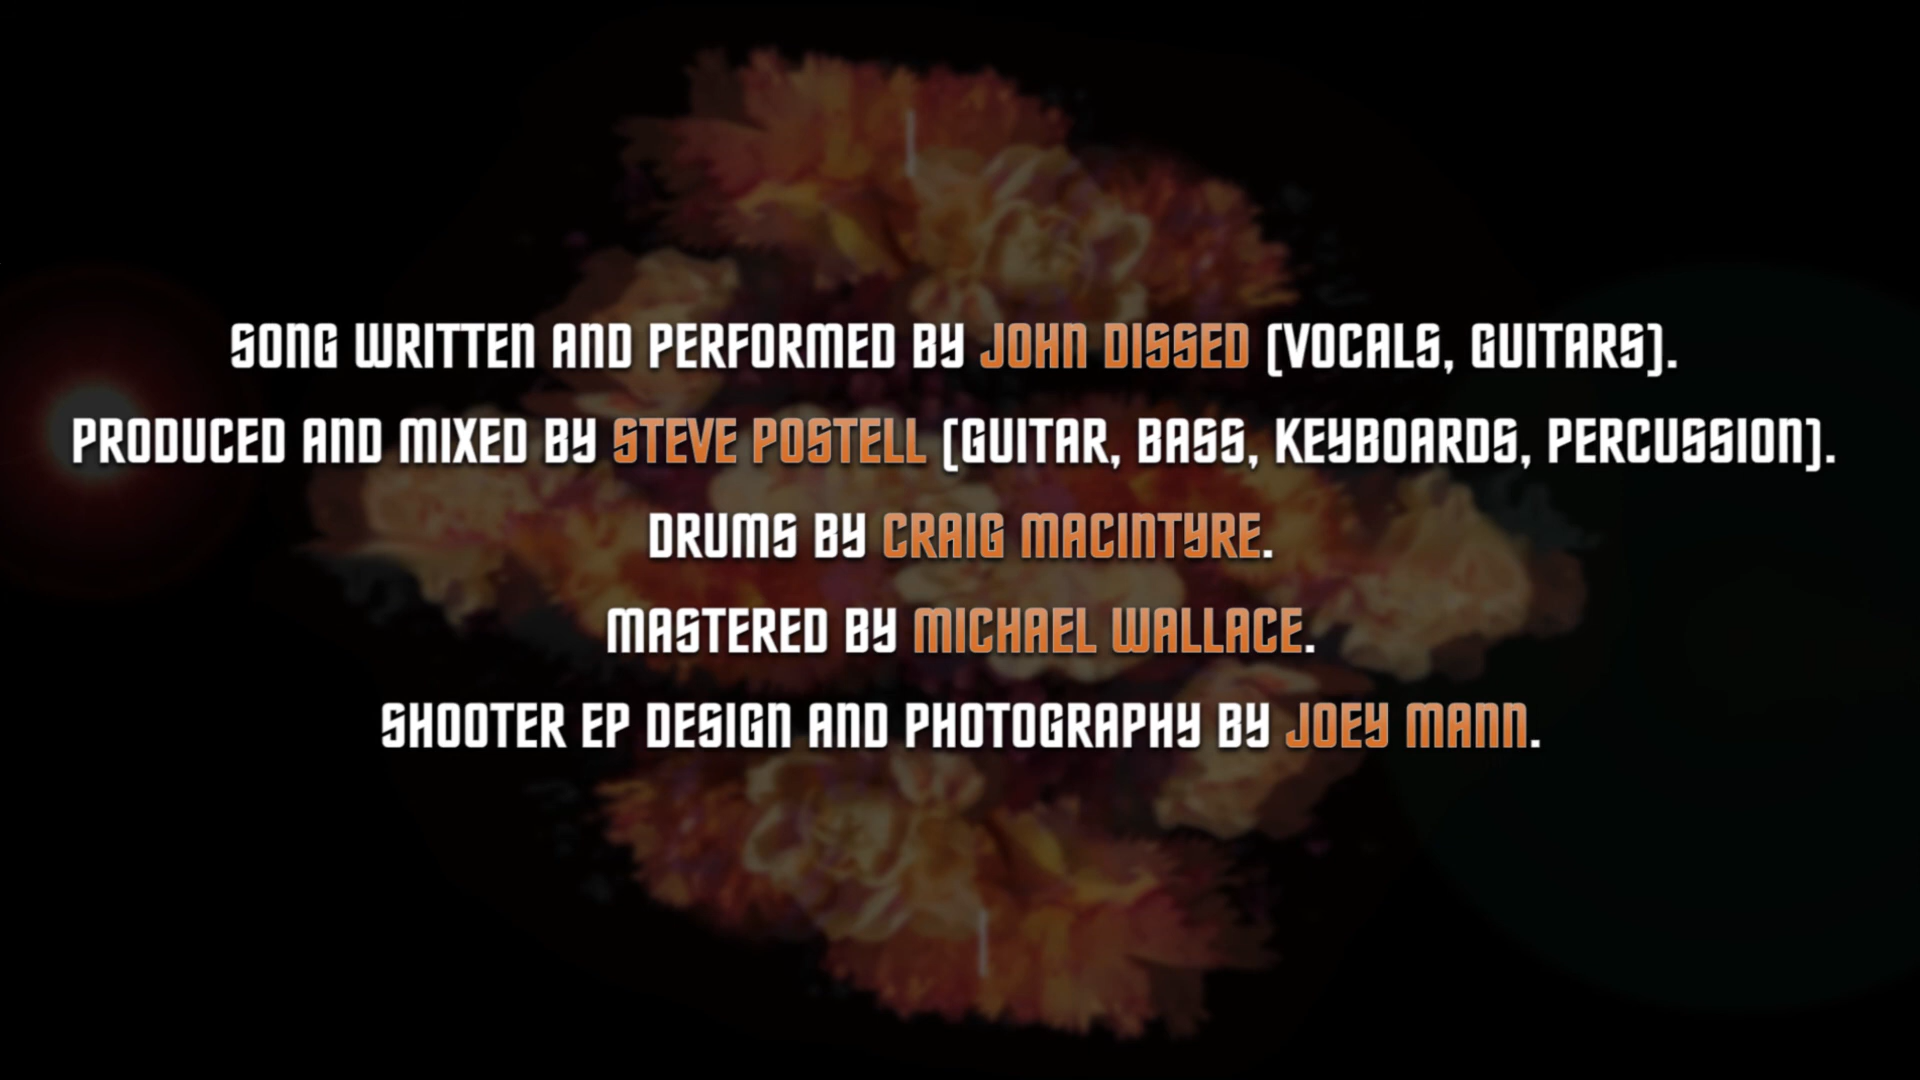 SONG WRITTEN AND PERFORMED BY JOHN DISSED (VOCALS, GUITARS).
PRODUCED AND MIXED BY STEVE POSTELL (GUITAR, BASS, KEYBOARDS, PERCUSSION).
DRUMS BY CRAIG MACINTYRE.
MASTERED BY MICHAEL WALLACE.
SHOOTER EP DESIGN AND PHOTOGRAPHY BY JOEY MANN.